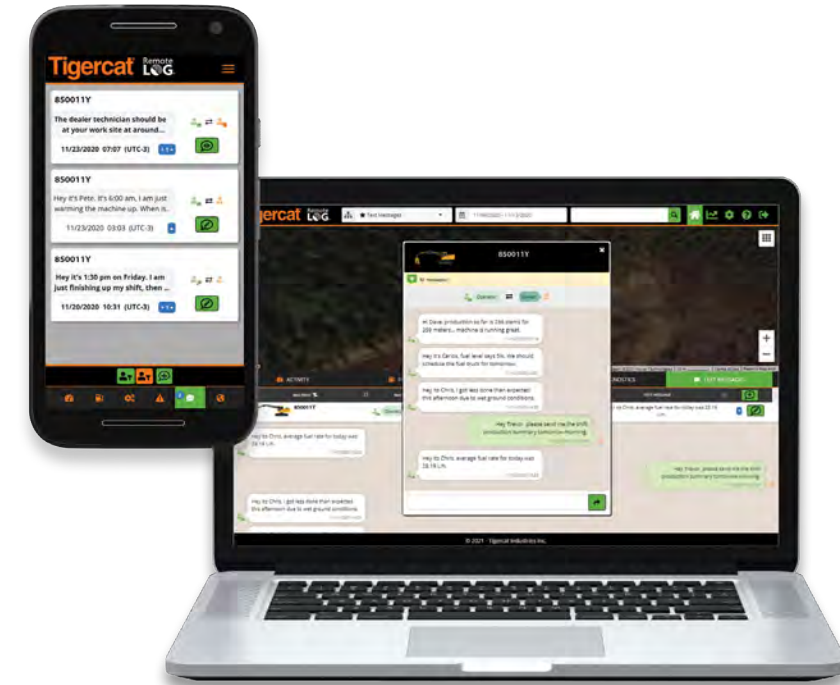 Tigercat Remote LOG
850011Y
The dealer technician should be
at your work site at around...
11/23/2020 07:07 (UTC-3)
850011Y
Hey it's Pete. It's 6:00 am, I am just
warming the machine up. When is..
11/23/2020 03:03 (UTC-3)
850011Y
Hey it's 1:30 pm on Friday. I am
just finishing up my shift, then ...
11/20/2020 10:31 (UTC-3)
ercat Remote LOG
Text messages
850011Y
Operator
Hi Dave, production so far is 286 stems for
meters... machine is running great.
Hey it's Carlos, fuel level says 5%. We should
schedule the fuel truck for tomorrow.
Hey its Chris, I got less done than expected
this afternoon due to wet ground conditions.
Hey Trevor, please send me the shift
production summary tomorrow morning.
Hey its Chris, average fuel rate for today was
L/h.
ACTIVITY
GNOSTICS
TEXT MESSAGES
850011Y
Hey its Chris, average fuel rate for today was
L/h.
Hey its Chris, I got less done than expected
this afternoon due to wet ground conditions.
Hey Trevor, please send me the shift
production summary tomorrow morning.
© 2021 - Tigercat Industries Inc.